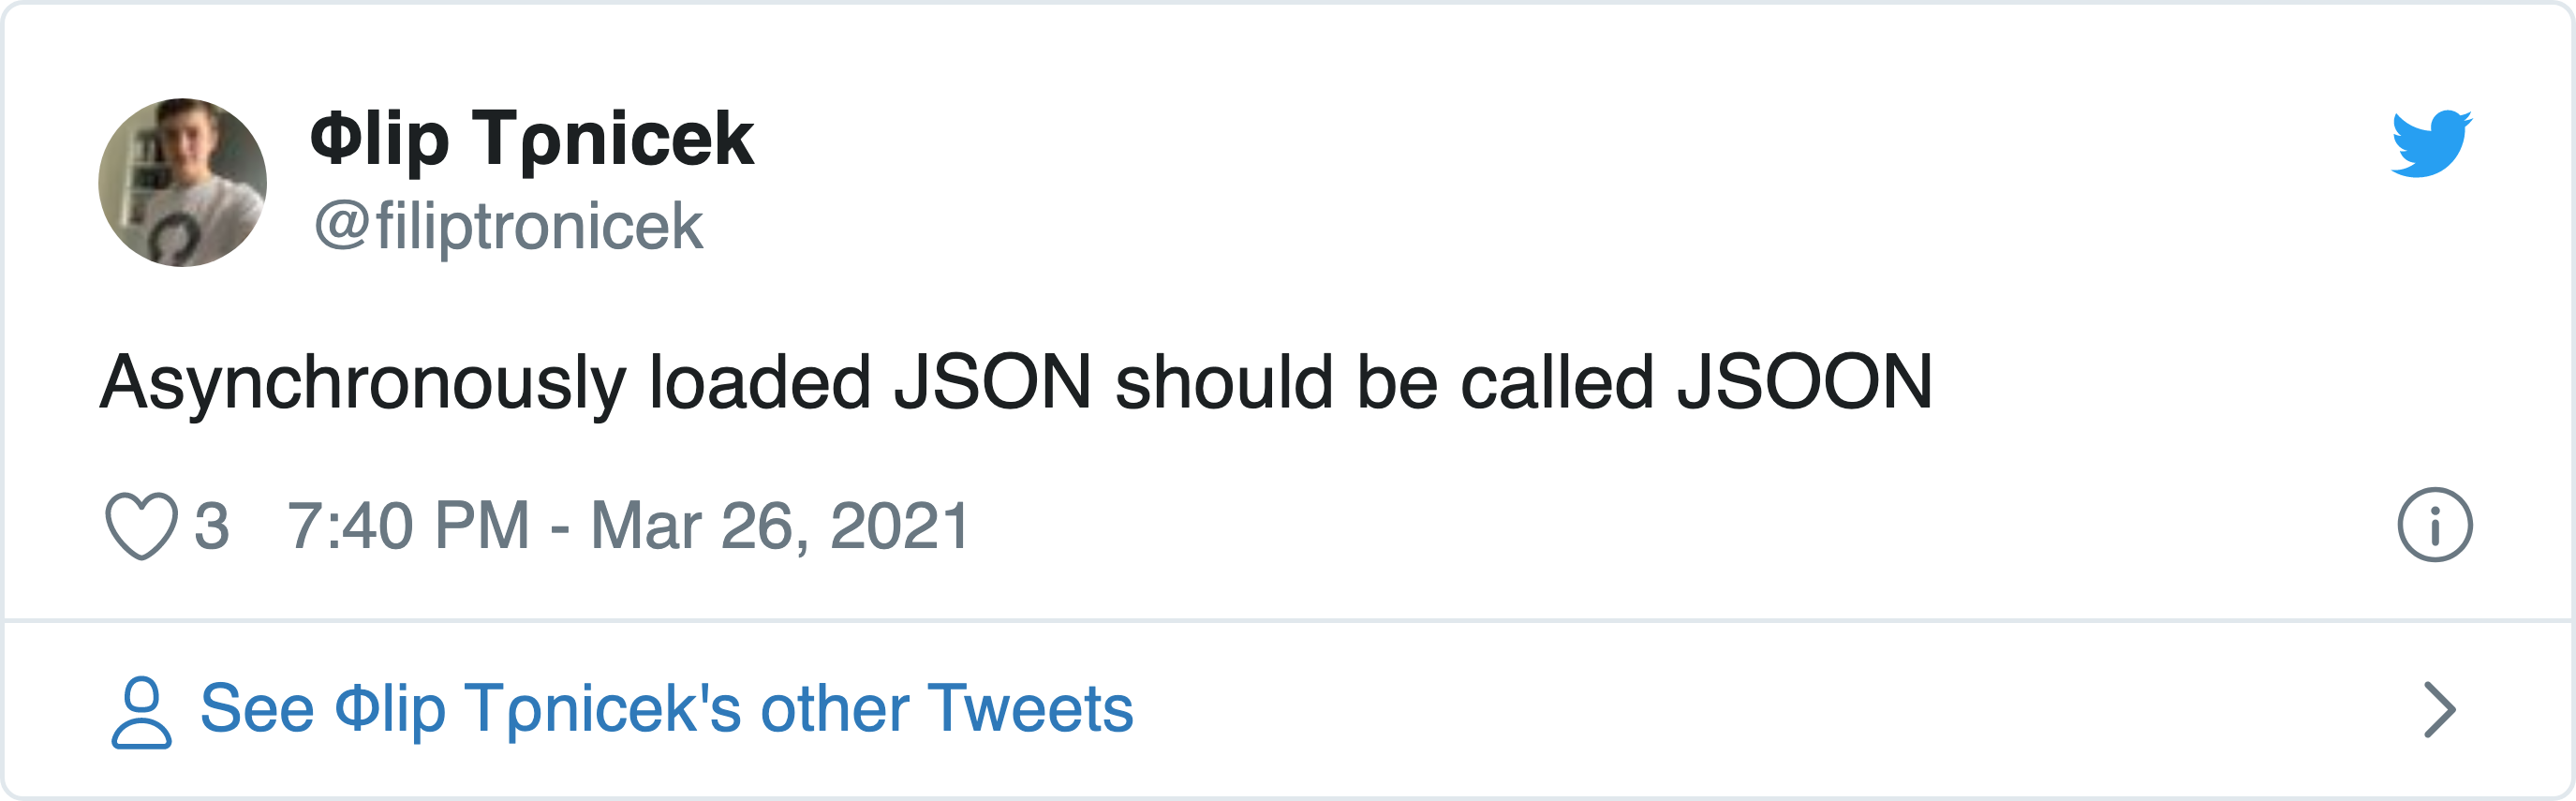 Φlip Tρnicek
@filiptronicek
Asynchronously loaded JSON should be called JSOON
3 7:40 PM - Mar 26, 2021
See Φlip Tρnicek's other Tweets